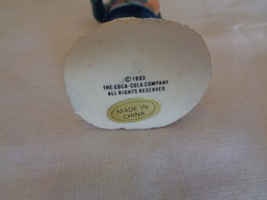 © 1993
THE COCA-COLA COMPANY
ALL RIGHTS RESERVED
MADE IN
CHINA